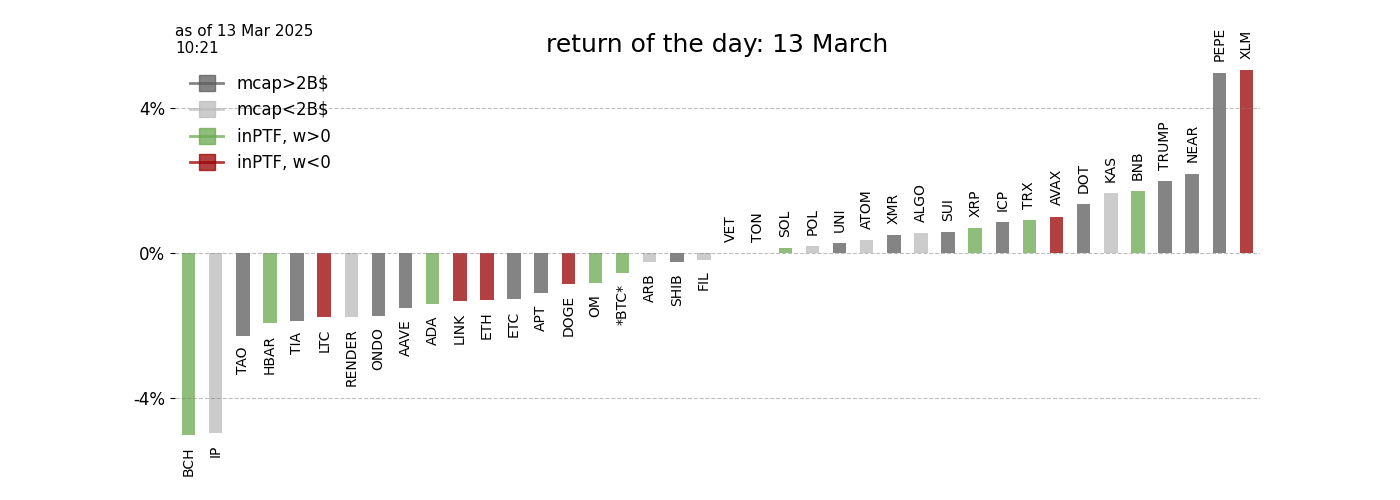 as of 13 Mar 2025
10:21
return of the day: 13 March
mcap>2B$
mcap<2B$
inPTF, w>0
inPTF, w<0
4%
0%
-4%
BCH
IP
TAO
HBAR
TIA
LTC
RENDER
ONDO
AAVE
ADA
LINK
ETH
ETC
APT
DOGE
OM
*BTC*
ARB
SHIB
FIL
VET
TON
SOL
POL
UNI
ATOM
XMR
ALGO
SUI
XRP
ICP
TRX
AVAX
DOT
KAS
BNB
TRUMP
NEAR
PEPE
XLM